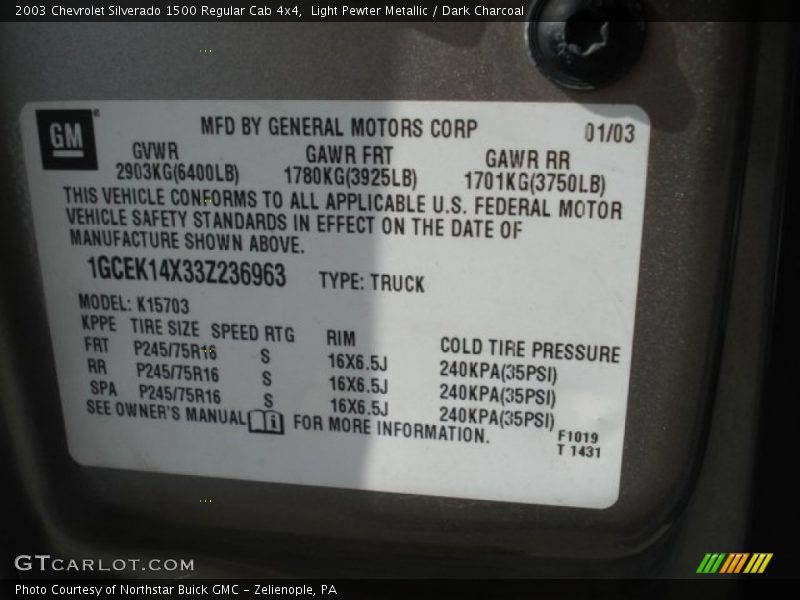 2003 Chevrolet Silverado 1500 Regular Cab 4x4, Light Pewter Metallic / Dark Charcoal
GM
MFD BY GENERAL MOTORS CORP
01/03
GVWR GAWR FRT GAWR RR
2903KG(6400LB) 1780KG(3925LB) 1701KG(3750LB)
THIS VEHICLE CONFORMS TO ALL APPLICABLE U.S. FEDERAL MOTOR
VEHICLE SAFETY STANDARDS IN EFFECT ON THE DATE OF
MANUFACTURE SHOWN ABOVE.
1GCEK14X33Z236963 TYPE: TRUCK
MODEL: K15703
KPPE TIRE SIZE SPEED RTG RIM COLD TIRE PRESSURE
FRT P245/75R16 S 16X6.5J 240KPA(35PSI)
RR P245/75R16 S 16X6.5J 240KPA(35PSI)
SPA P245/75R16 S 16X6.5J 240KPA(35PSI)
SEE OWNER'S MANUAL FOR MORE INFORMATION.
F1019
T 1431
GTCARLOT.COM
Photo Courtesy of Northstar Buick GMC - Zelienople, PA